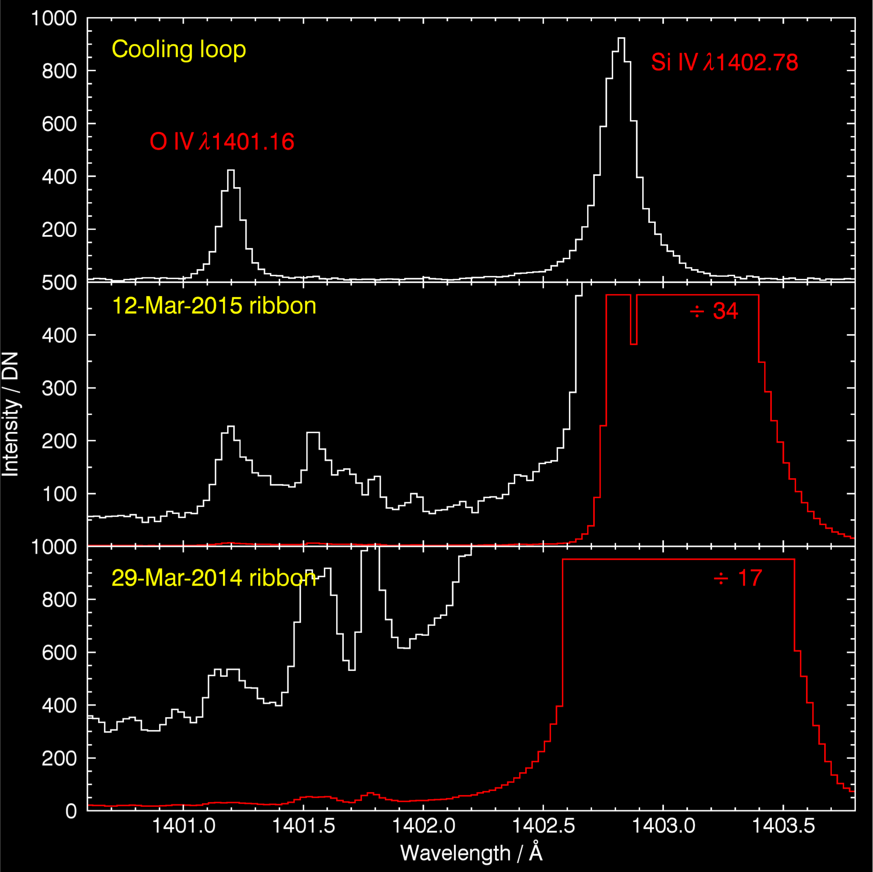 1000
Cooling loop
Si IV λ1402.78
800
600
O IV λ1401.16
400
200
500
12-Mar-2015 ribbon
÷ 34
400
300
200
100
Intensity / DN
1000
29-Mar-2014 ribbon
÷ 17
800
600
400
200
0
1401.0 1401.5 1402.0 1402.5 1403.0 1403.5
Wavelength / Å